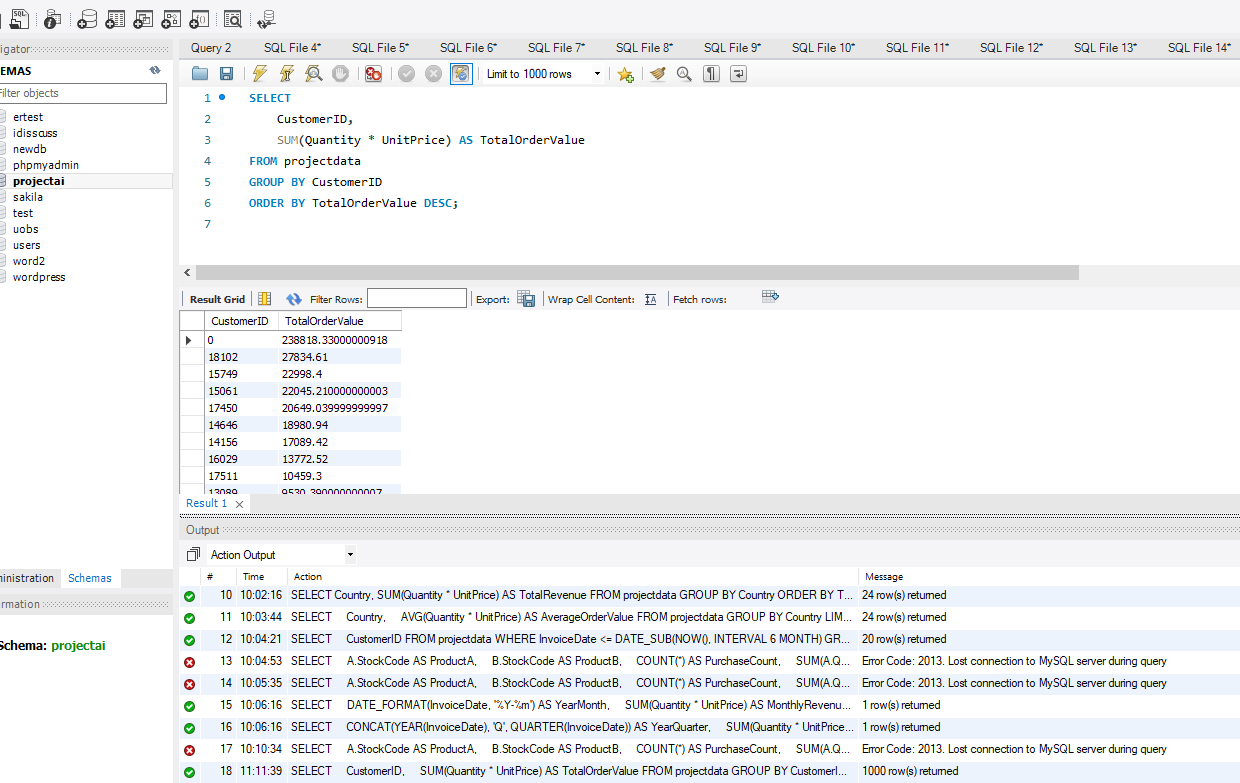 Query 2 SQL File 4* SQL File 5* SQL File 6* SQL File 7* SQL File 8* SQL File 9* SQL File 10* SQL File 11* SQL File 12* SQL File 13* SQL File 14*
igator
EMAS
Filter objects
ertest
idisscuss
newdb
phpmyadmin
projectai
sakila
test
uobs
users
word2
wordpress
ministration Schemas
rmation
Schema: projectai
Limit to 1000 rows
1 SELECT
2 CustomerID,
3 SUM(Quantity * UnitPrice) AS TotalOrderValue
4 FROM projectdata
5 GROUP BY CustomerID
6 ORDER BY TotalOrderValue DESC;
7
Result Grid Filter Rows: Export: Wrap Cell Content: Fetch rows:
CustomerID TotalOrderValue
0 238818.33000000918
18102 27834.61
15749 22998.4
15061 22045.210000000003
17450 20649.039999999997
14646 18980.94
14156 17089.42
16029 13772.52
17511 10459.3
13089 9530.390000000007
Result 1
Output
Action Output
# Time Action Message
10 10:02:16 SELECT Country, SUM(Quantity * UnitPrice) AS TotalRevenue FROM projectdata GROUP BY Country ORDER BY T... 24 row(s) returned
11 10:03:44 SELECT Country, AVG(Quantity * UnitPrice) AS AverageOrderValue FROM projectdata GROUP BY Country LIM... 24 row(s) returned
12 10:04:21 SELECT CustomerID FROM projectdata WHERE InvoiceDate <= DATE_SUB(NOW(), INTERVAL 6 MONTH) GR... 20 row(s) returned
13 10:04:53 SELECT A.StockCode AS ProductA, B.StockCode AS ProductB, COUNT(*) AS PurchaseCount, SUM(A.Q... Error Code: 2013. Lost connection to MySQL server during query
14 10:05:35 SELECT A.StockCode AS ProductA, B.StockCode AS ProductB, COUNT(*) AS PurchaseCount, SUM(A.Q... Error Code: 2013. Lost connection to MySQL server during query
15 10:06:16 SELECT DATE_FORMAT(InvoiceDate, '%Y-%m') AS YearMonth, SUM(Quantity * UnitPrice) AS MonthlyRevenu... 1 row(s) returned
16 10:06:16 SELECT CONCAT(YEAR(InvoiceDate), 'Q', QUARTER(InvoiceDate)) AS YearQuarter, SUM(Quantity * UnitPrice... 1 row(s) returned
17 10:10:34 SELECT A.StockCode AS ProductA, B.StockCode AS ProductB, COUNT(*) AS PurchaseCount, SUM(A.Q... Error Code: 2013. Lost connection to MySQL server during query
18 11:11:39 SELECT CustomerID, SUM(Quantity * UnitPrice) AS TotalOrderValue FROM projectdata GROUP BY CustomerI... 1000 row(s) returned